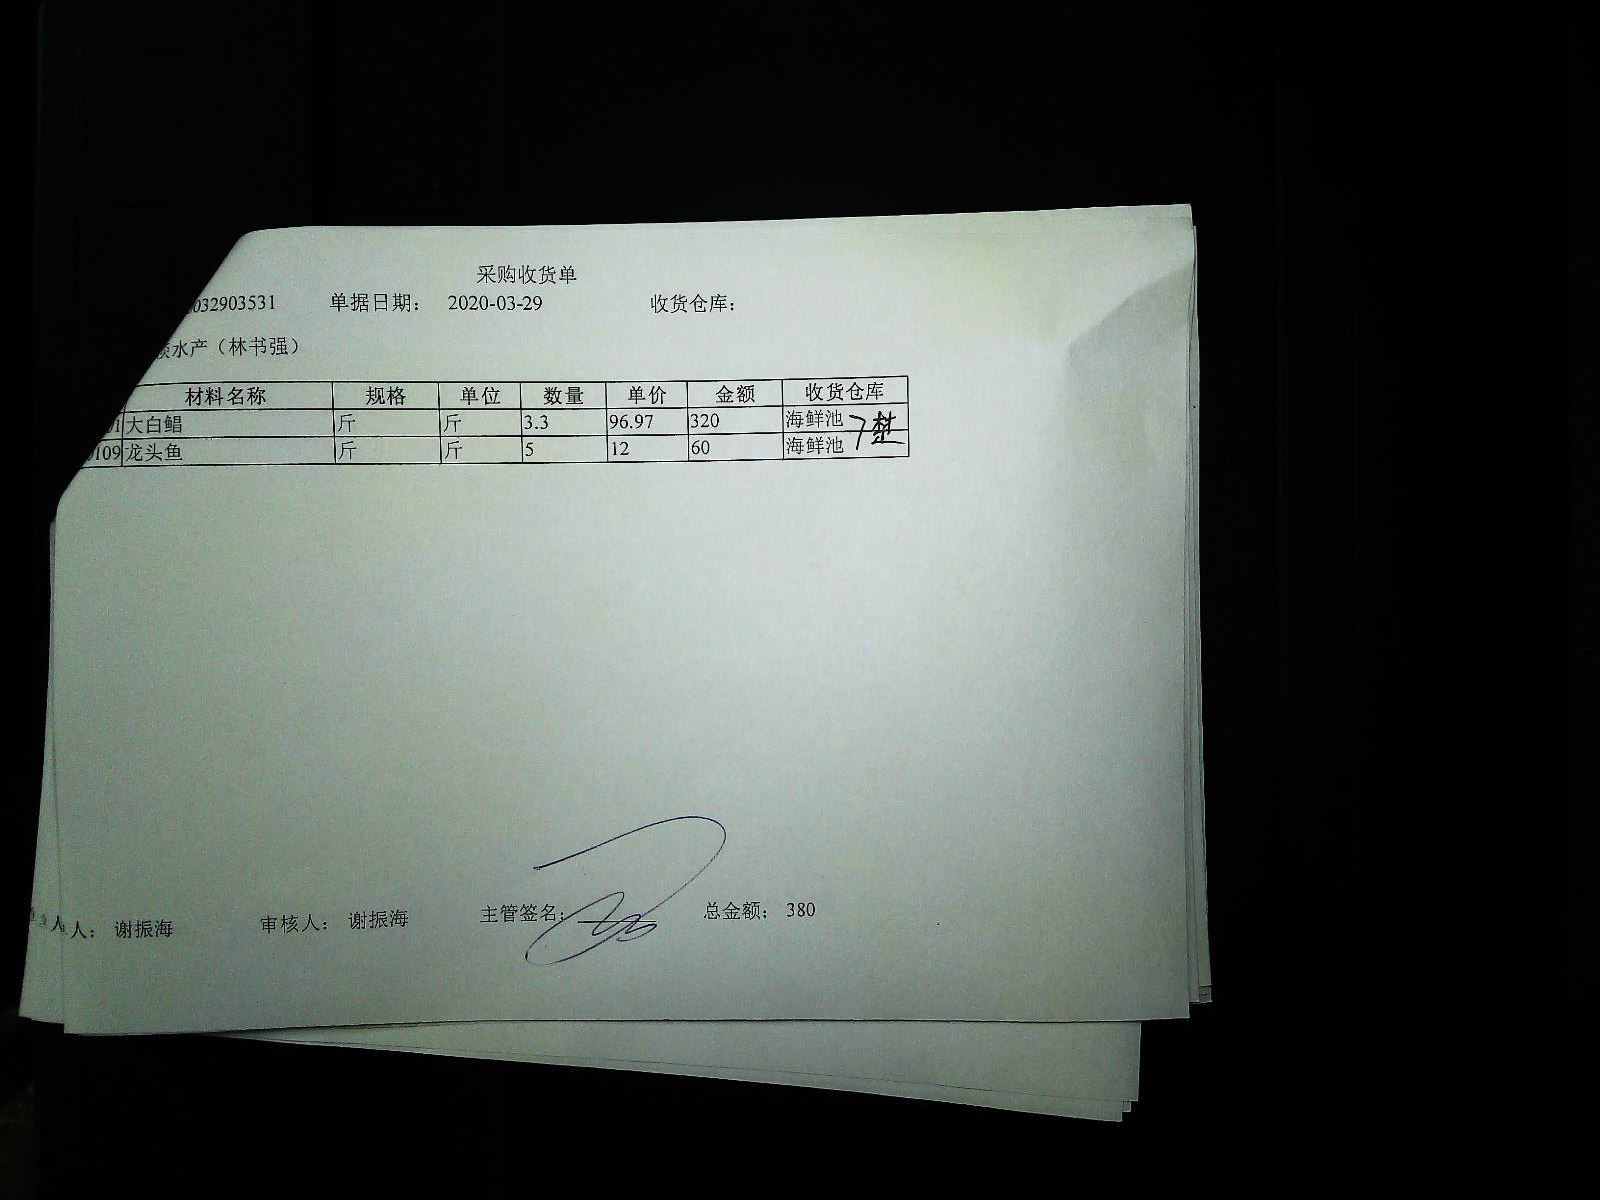 采购收货单
032903531 单据日期： 2020-03-29 收货仓库：
水产（林书强）
材料名称 规格 单位 数量 单价 金额 收货仓库
1 大白鲳 斤 斤 3.3 96.97 320 海鲜池
109 龙头鱼 斤 斤 5 12 60 海鲜池
人： 谢振海 审核人： 谢振海 主管签名： 总金额： 380